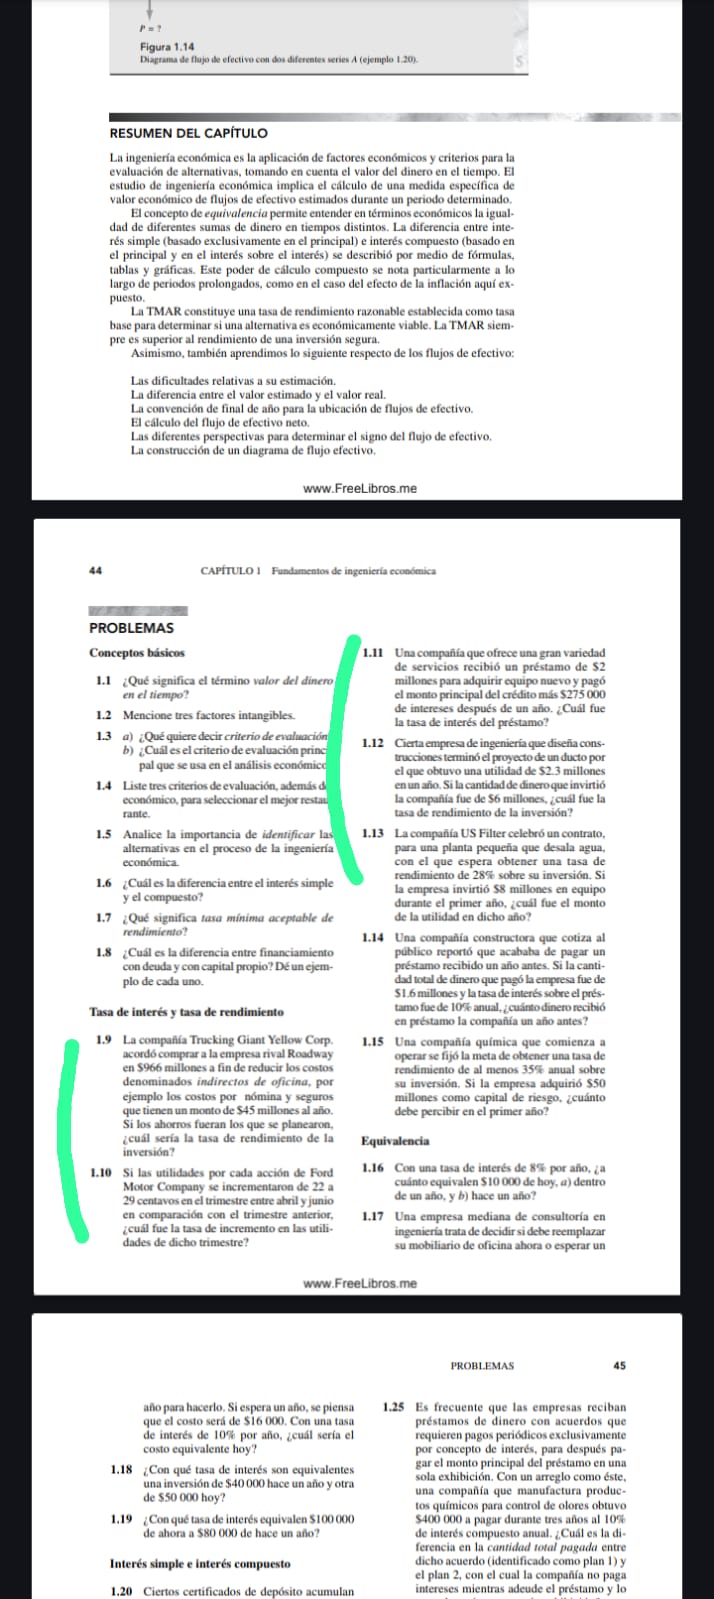 P = ?
Figura 1.14
Diagrama de flujo de efectivo con dos diferentes series A (ejemplo 1.20).
RESUMEN DEL CAPÍTULO
La ingeniería económica es la aplicación de factores económicos y criterios para la
evaluación de alternativas, tomando en cuenta el valor del dinero en el tiempo. El
estudio de ingeniería económica implica el cálculo de una medida específica de
valor económico de flujos de efectivo estimados durante un periodo determinado.
El concepto de equivalencia permite entender en términos económicos la igual-
dad de diferentes sumas de dinero en tiempos distintos. La diferencia entre inte-
rés simple (basado exclusivamente en el principal) e interés compuesto (basado en
el principal y en el interés sobre el interés) se describió por medio de fórmulas,
tablas y gráficas. Este poder de cálculo compuesto se nota particularmente a lo
largo de periodos prolongados, como en el caso del efecto de la inflación aquí ex-
puesto.
La TMAR constituye una tasa de rendimiento razonable establecida como tasa
base para determinar si una alternativa es económicamente viable. La TMAR siem-
pre es superior al rendimiento de una inversión segura.
Asimismo, también aprendimos lo siguiente respecto de los flujos de efectivo:
Las dificultades relativas a su estimación.
La diferencia entre el valor estimado y el valor real.
La convención de final de año para la ubicación de flujos de efectivo.
El cálculo del flujo de efectivo neto.
Las diferentes perspectivas para determinar el signo del flujo de efectivo.
La construcción de un diagrama de flujo efectivo.
www.FreeLibros.me
44 CAPÍTULO 1 Fundamentos de ingeniería económica
PROBLEMAS
Conceptos básicos
1.1 ¿Qué significa el término valor del dinero
en el tiempo?
1.2 Mencione tres factores intangibles.
1.3 a) ¿Qué quiere decir criterio de evaluación
b) ¿Cuál es el criterio de evaluación princ
pal que se usa en el análisis económico
1.4 Liste tres criterios de evaluación, además d
económico, para seleccionar el mejor restau
rante.
1.5 Analice la importancia de identificar las
alternativas en el proceso de la ingeniería
económica.
1.6 ¿Cuál es la diferencia entre el interés simple
y el compuesto?
1.7 ¿Qué significa tasa mínima aceptable de
rendimiento?
1.8 ¿Cuál es la diferencia entre financiamiento
con deuda y con capital propio? Dé un ejem-
plo de cada uno.
Tasa de interés y tasa de rendimiento
1.9 La compañía Trucking Giant Yellow Corp.
acordó comprar a la empresa rival Roadway
en $966 millones a fin de reducir los costos
denominados indirectos de oficina, por
ejemplo los costos por nómina y seguros
que tienen un monto de $45 millones al año.
Si los ahorros fueran los que se planearon,
¿cuál sería la tasa de rendimiento de la
inversión?
1.10 Si las utilidades por cada acción de Ford
Motor Company se incrementaron de 22 a
29 centavos en el trimestre entre abril y junio
en comparación con el trimestre anterior,
¿cuál fue la tasa de incremento en las utili-
dades de dicho trimestre?
1.11 Una compañía que ofrece una gran variedad
de servicios recibió un préstamo de $2
millones para adquirir equipo nuevo y pagó
el monto principal del crédito más $275 000
de intereses después de un año. ¿Cuál fue
la tasa de interés del préstamo?
1.12 Cierta empresa de ingeniería que diseña cons-
trucciones terminó el proyecto de un ducto por
el que obtuvo una utilidad de $2.3 millones
en un año. Si la cantidad de dinero que invirtió
la compañía fue de $6 millones, ¿cuál fue la
tasa de rendimiento de la inversión?
1.13 La compañía US Filter celebró un contrato,
para una planta pequeña que desala agua,
con el que espera obtener una tasa de
rendimiento de 28% sobre su inversión. Si
la empresa invirtió $8 millones en equipo
durante el primer año, ¿cuál fue el monto
de la utilidad en dicho año?
1.14 Una compañía constructora que cotiza al
público reportó que acababa de pagar un
préstamo recibido un año antes. Si la canti-
dad total de dinero que pagó la empresa fue de
$1.6 millones y la tasa de interés sobre el prés-
tamo fue de 10% anual, ¿cuánto dinero recibió
en préstamo la compañía un año antes?
1.15 Una compañía química que comienza a
operar se fijó la meta de obtener una tasa de
rendimiento de al menos 35% anual sobre
su inversión. Si la empresa adquirió $50
millones como capital de riesgo, ¿cuánto
debe percibir en el primer año?
Equivalencia
1.16 Con una tasa de interés de 8% por año, ¿a
cuánto equivalen $10 000 de hoy, a) dentro
de un año, y b) hace un año?
1.17 Una empresa mediana de consultoría en
ingeniería trata de decidir si debe reemplazar
su mobiliario de oficina ahora o esperar un
www.FreeLibros.me
PROBLEMAS 45
año para hacerlo. Si espera un año, se piensa
que el costo será de $16 000. Con una tasa
de interés de 10% por año, ¿cuál sería el
costo equivalente hoy?
1.18 ¿Con qué tasa de interés son equivalentes
una inversión de $40 000 hace un año y otra
de $50 000 hoy?
1.19 ¿Con qué tasa de interés equivalen $100 000
de ahora a $80 000 de hace un año?
Interés simple e interés compuesto
1.20 Ciertos certificados de depósito acumulan
1.25 Es frecuente que las empresas reciban
préstamos de dinero con acuerdos que
requieren pagos periódicos exclusivamente
por concepto de interés, para después pa-
gar el monto principal del préstamo en una
sola exhibición. Con un arreglo como éste,
una compañía que manufactura produc-
tos químicos para control de olores obtuvo
$400 000 a pagar durante tres años al 10%
de interés compuesto anual. ¿Cuál es la di-
ferencia en la cantidad total pagada entre
dicho acuerdo (identificado como plan 1) y
el plan 2, con el cual la compañía no paga
intereses mientras adeude el préstamo y lo